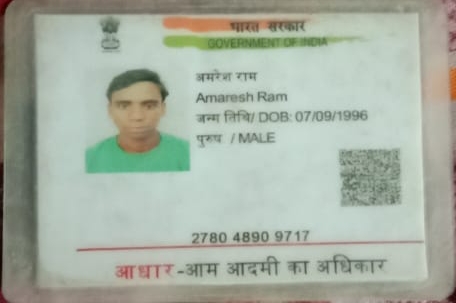 भारत सरकार
GOVERNMENT OF INDIA
अमरेश राम
Amaresh Ram
जन्म तिथि/ DOB: 07/09/1996
पुरुष / MALE
2780 4890 9717
आधार-आम आदमी का अधिकार